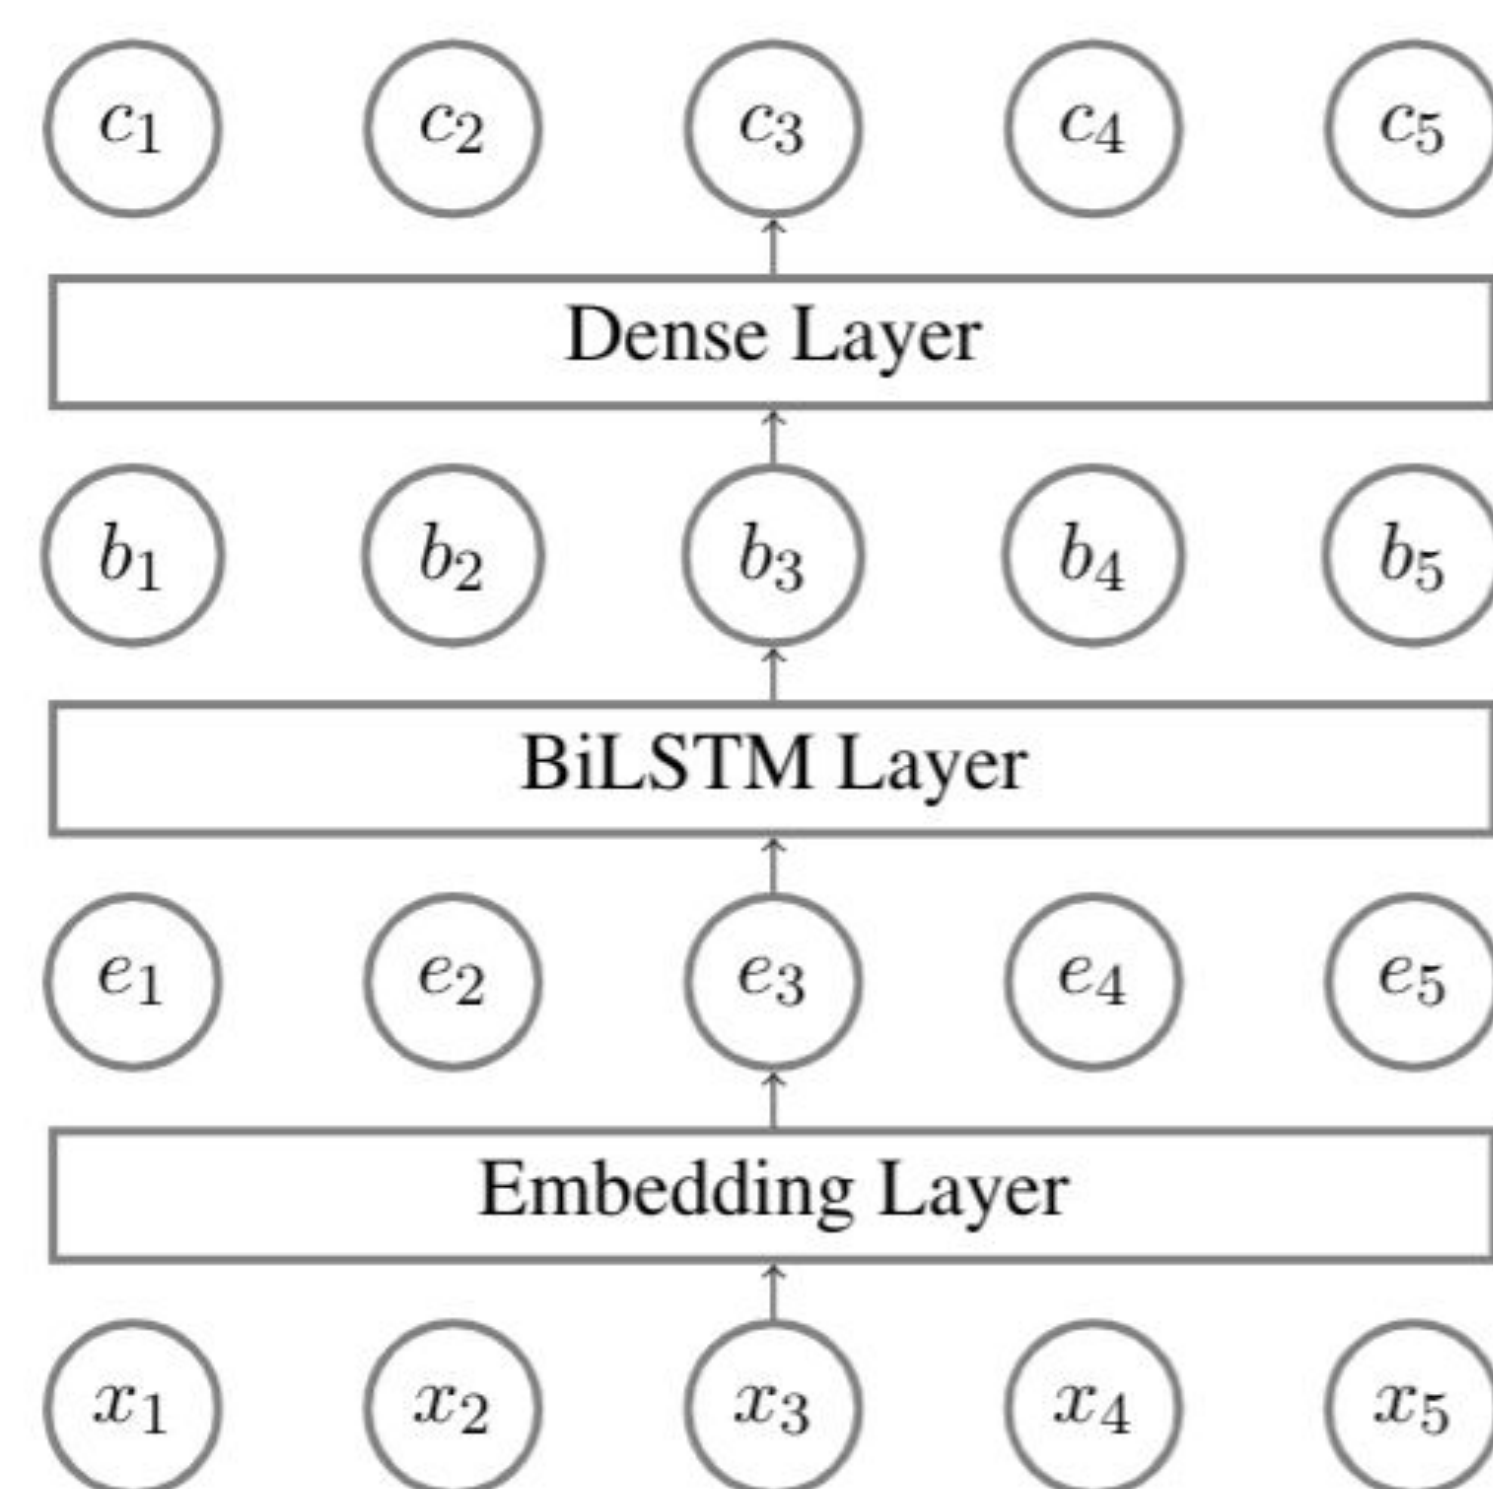 c1 c2 c3 c4 c5
Dense Layer
b1 b2 b3 b4 b5
BiLSTM Layer
e1 e2 e3 e4 e5
Embedding Layer
x1 x2 x3 x4 x5